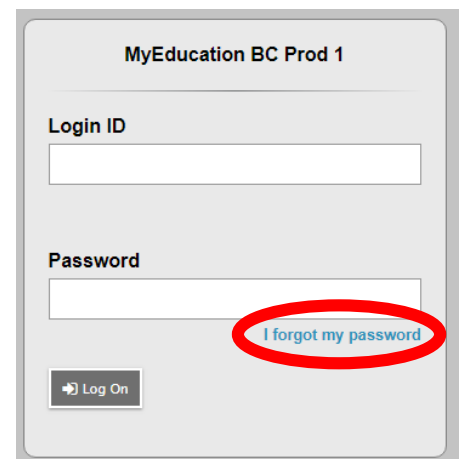 MyEducation BC Prod 1
Login ID
Password
I forgot my password
Log On